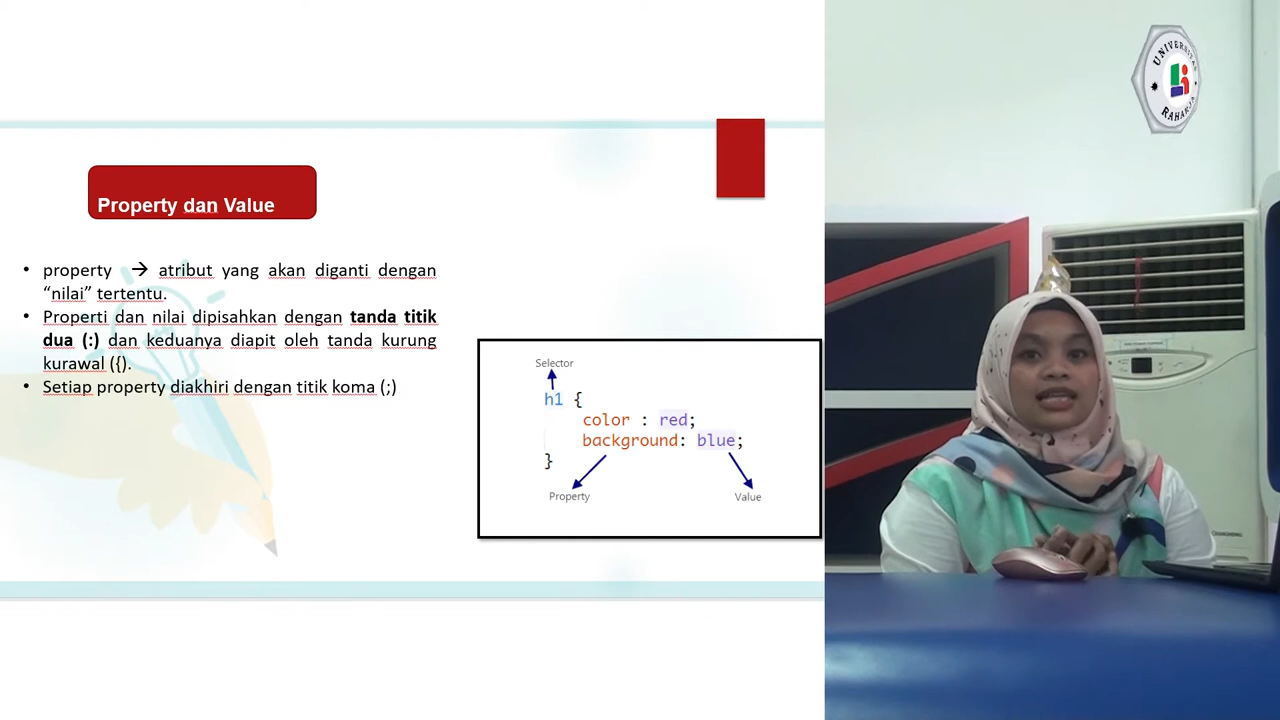 Property dan Value
• property → atribut yang akan diganti dengan
“nilai” tertentu.
• Properti dan nilai dipisahkan dengan tanda titik
dua (:) dan keduanya diapit oleh tanda kurung
kurawal ({).
• Setiap property diakhiri dengan titik koma (;)
Selector
h1 {
color : red;
background: blue;
}
Property
Value
UNIVERSITAS
RAHARJA